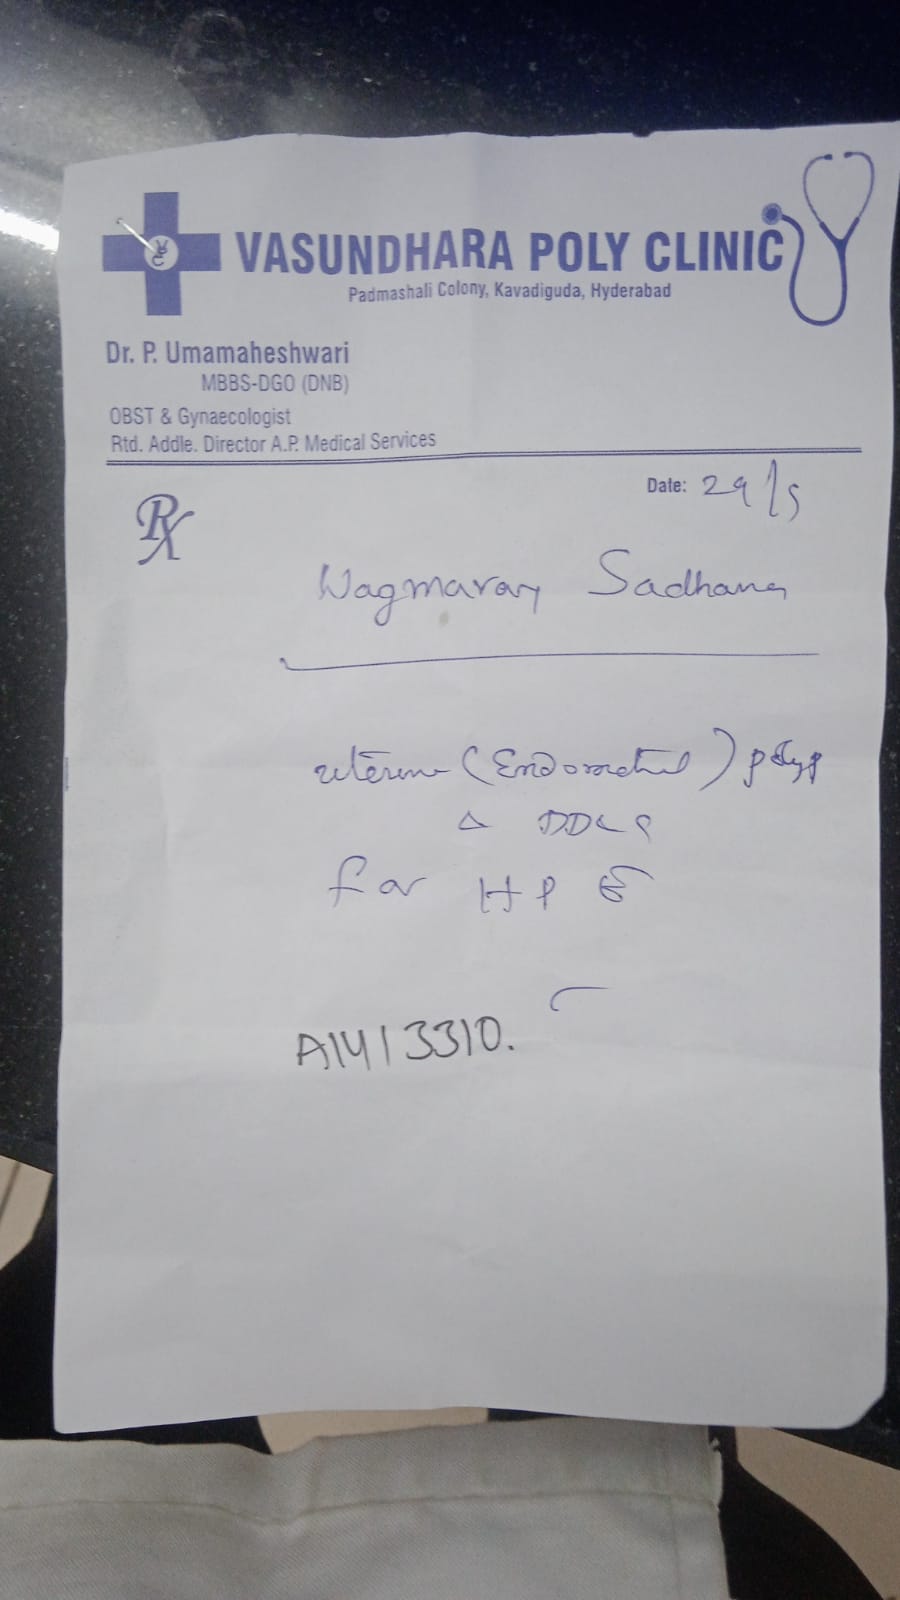 VASUNDHARA POLY CLINIC
Padmashali Colony, Kavadiguda, Hyderabad
Dr. P. Umamaheshwari
MBBS-DGO (DNB)
OBST & Gynaecologist
Rtd. Addle. Director A.P. Medical Services
Date: 29/5
Rx
Wagmaray Sadhana
uterine (Endometrial) polyp
for HPE
A1413310.